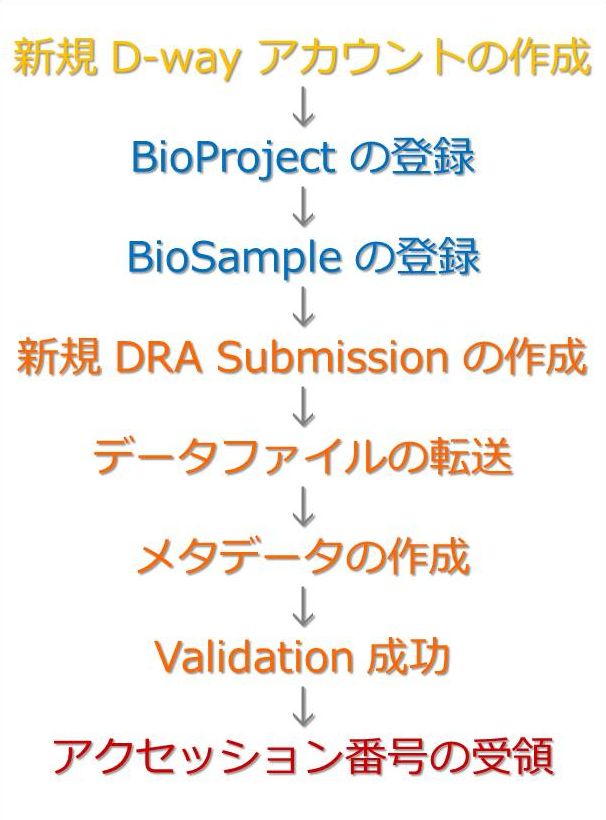 新規 D-way アカウントの作成
↓
BioProject の登録
↓
BioSample の登録
↓
新規 DRA Submission の作成
↓
データファイルの転送
↓
メタデータの作成
↓
Validation 成功
↓
アクセッション番号の受領